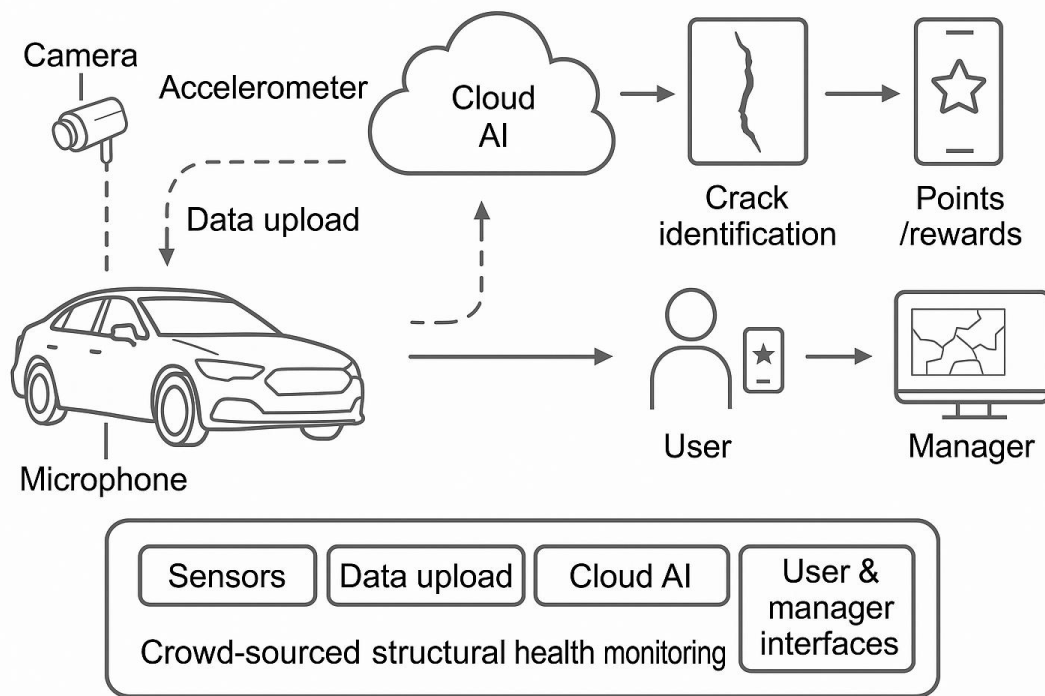 Camera
Accelerometer
Cloud
AI
Data upload
Crack
identification
Points
/rewards
Microphone
User
Manager
Sensors
Data upload
Cloud AI
User &
manager
interfaces
Crowd-sourced structural health monitoring